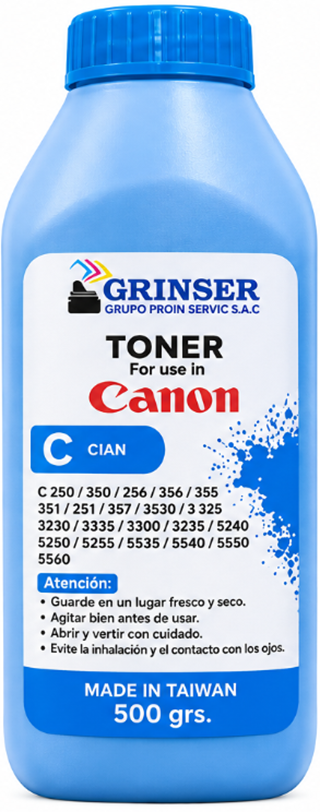 GRINSER
GRUPO PROIN SERVIC S.A.C
TONER
For use in
Canon
C CIAN
C 250 / 350 / 256 / 356 / 355
351 / 251 / 357 / 3530 / 3 325
3230 / 3335 / 3300 / 3235 / 5240
5250 / 5255 / 5535 / 5540 / 5550
5560
Atención:
• Guarde en un lugar fresco y seco.
• Agitar bien antes de usar.
• Abrir y vertir con cuidado.
• Evite la inhalación y el contacto con los ojos.
MADE IN TAIWAN
500 grs.